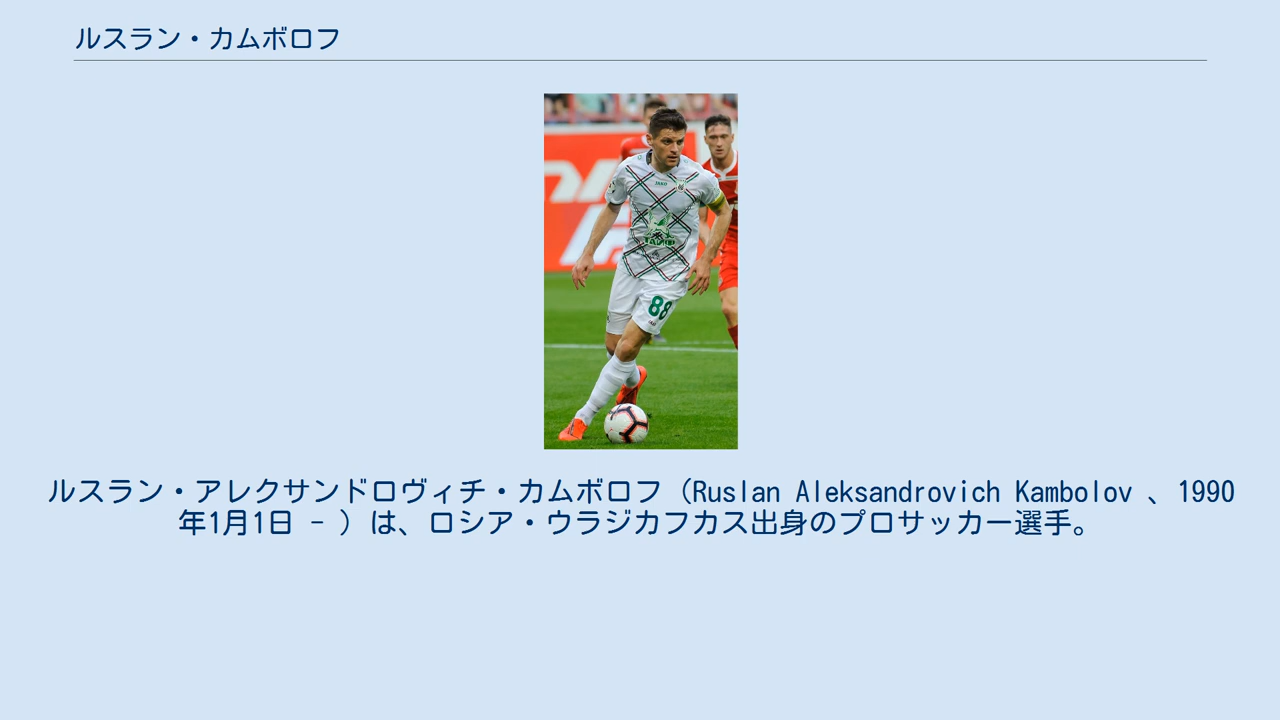 ルスラン・カムボロフ
JAKO
88
ルスラン・アレクサンドロヴィチ・カムボロフ（Ruslan Aleksandrovich Kambolov 、1990
年1月1日 - ）は、ロシア・ウラジカフカス出身のプロサッカー選手。